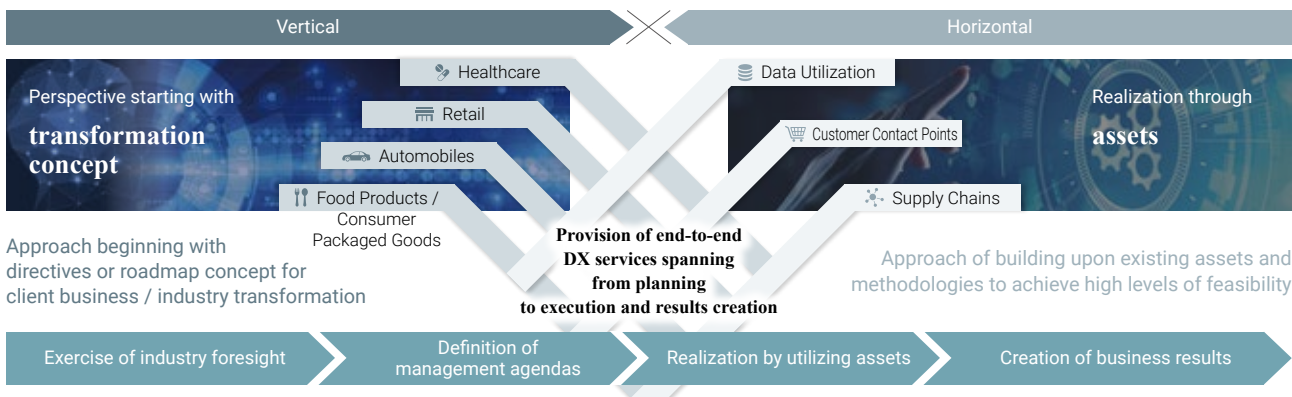 Vertical
Horizontal
Perspective starting with
transformation
concept
Healthcare
Retail
Automobiles
Food Products /
Consumer
Packaged Goods
Data Utilization
Customer Contact Points
Supply Chains
Realization through
assets
Approach beginning with
directives or roadmap concept for
client business / industry transformation
Provision of end-to-end
DX services spanning
from planning
to execution and results creation
Approach of building upon existing assets and
methodologies to achieve high levels of feasibility
Exercise of industry foresight
Definition of
management agendas
Realization by utilizing assets
Creation of business results